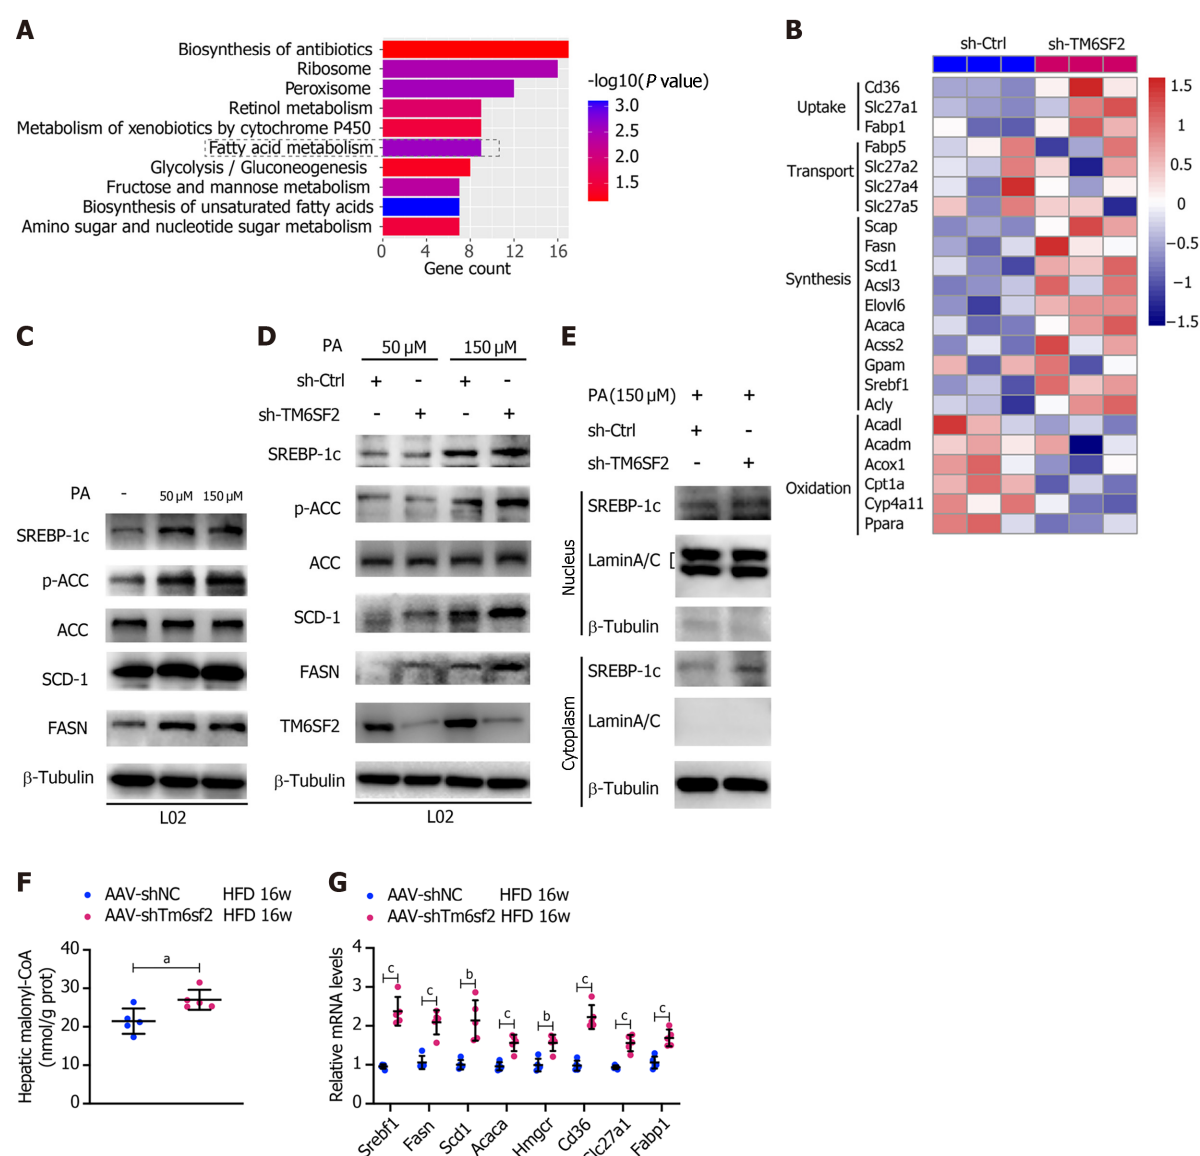 A
Biosynthesis of antibiotics
Ribosome
Peroxisome
Retinol metabolism
Metabolism of xenobiotics by cytochrome P450
Fatty acid metabolism
Glycolysis / Gluconeogenesis
Fructose and mannose metabolism
Biosynthesis of unsaturated fatty acids
Amino sugar and nucleotide sugar metabolism
0 4 8 12 16
Gene count
-log10(P value)
3.0
2.5
2.0
1.5
B
sh-Ctrl sh-TM6SF2
Uptake
Transport
Synthesis
Oxidation
Cd36
Slc27a1
Fabp1
Fabp5
Slc27a2
Slc27a4
Slc27a5
Scap
Fasn
Scd1
Acsl3
Elovl6
Acaca
Acss2
Gpam
Srebf1
Acly
Acadl
Acadm
Acox1
Cpt1a
Cyp4a11
Ppara
1.5
1
0.5
0
−0.5
−1
−1.5
C
PA - 50 μM 150 μM
SREBP-1c
p-ACC
ACC
SCD-1
FASN
β-Tubulin
L02
D
PA 50 μM 150 μM
sh-Ctrl + - + -
sh-TM6SF2 - + - +
SREBP-1c
p-ACC
ACC
SCD-1
FASN
TM6SF2
β-Tubulin
L02
E
PA (150 μM) + +
sh-Ctrl + -
sh-TM6SF2 - +
Nucleus
SREBP-1c
LaminA/C [
β-Tubulin
Cytoplasm
SREBP-1c
LaminA/C
β-Tubulin
F
AAV-shNC HFD 16w
AAV-shTm6sf2 HFD 16w
Hepatic malonyl-CoA
(nmol/g prot)
40
30
20
10
0
a
G
AAV-shNC HFD 16w
AAV-shTm6sf2 HFD 16w
Relative mRNA levels
4
3
2
1
0
c c b c b c c c
Srebf1 Fasn Scd1 Acaca Hmgcr Cd36 Slc27a1 Fabp1